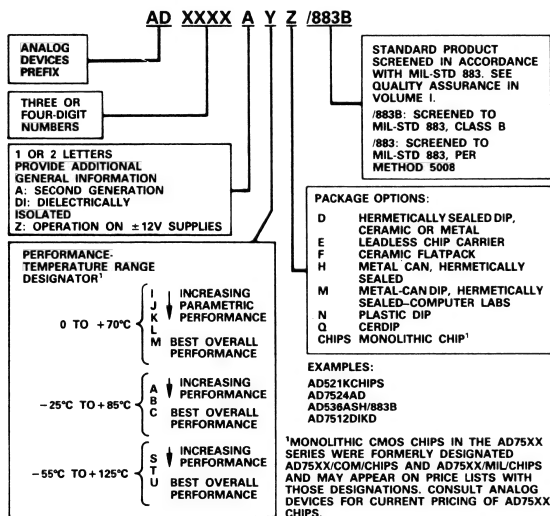 AD XXXX A Y Z /883B
ANALOG
DEVICES
PREFIX
THREE OR
FOUR-DIGIT
NUMBERS
1 OR 2 LETTERS
PROVIDE ADDITIONAL
GENERAL INFORMATION
A: SECOND GENERATION
DI: DIELECTRICALLY
ISOLATED
Z: OPERATION ON ±12V SUPPLIES
PERFORMANCE-
TEMPERATURE RANGE
DESIGNATOR¹
0 TO +70°C
I
J
K
L
M
INCREASING
PARAMETRIC
PERFORMANCE
BEST OVERALL
PERFORMANCE
−25°C TO +85°C
A
B
C
INCREASING
PERFORMANCE
BEST OVERALL
PERFORMANCE
−55°C TO +125°C
S
T
U
INCREASING
PERFORMANCE
BEST OVERALL
PERFORMANCE
STANDARD PRODUCT
SCREENED IN ACCORDANCE
WITH MIL-STD 883. SEE
QUALITY ASSURANCE IN
VOLUME I.
/883B: SCREENED TO
MIL-STD 883, CLASS B
/883: SCREENED TO
MIL-STD 883, PER
METHOD 5008
PACKAGE OPTIONS:
D HERMETICALLY SEALED DIP,
CERAMIC OR METAL
E LEADLESS CHIP CARRIER
F CERAMIC FLATPACK
H METAL CAN, HERMETICALLY
SEALED
M METAL-CAN DIP, HERMETICALLY
SEALED–COMPUTER LABS
N PLASTIC DIP
Q CERDIP
CHIPS MONOLITHIC CHIP¹
EXAMPLES:
AD521KCHIPS
AD7524AD
AD536ASH/883B
AD7512DIKD
¹MONOLITHIC CMOS CHIPS IN THE AD75XX
SERIES WERE FORMERLY DESIGNATED
AD75XX/COM/CHIPS AND AD75XX/MIL/CHIPS
AND MAY APPEAR ON PRICE LISTS WITH
THOSE DESIGNATIONS. CONSULT ANALOG
DEVICES FOR CURRENT PRICING OF AD75XX
CHIPS.